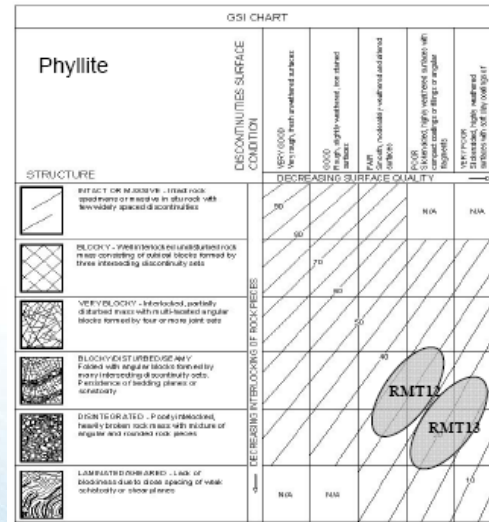 GSI CHART
Phyllite
DISCONTINUITIES SURFACE
CONDITION
VERY GOOD
Very rough, fresh unweathered surfaces
GOOD
Rough, slightly weathered, iron stained
surfaces
FAIR
Smooth, moderately weathered and altered
surfaces
POOR
Slickensided, highly weathered surfaces with
compact coatings or fillings or angular
fragments
VERY POOR
Slickensided, highly weathered
surfaces with soft clay coatings or
STRUCTURE
DECREASING SURFACE QUALITY
INTACT OR MASSIVE - Intact rock
specimens or massive in situ rock with
few widely spaced discontinuities
90
N/A
N/A
80
BLOCKY - Well interlocked undisturbed rock
mass consisting of cubical blocks formed by
three intersecting discontinuity sets
70
60
VERY BLOCKY - Interlocked, partially
disturbed mass with multi-faceted angular
blocks formed by four or more joint sets
50
DECREASING INTERLOCKING OF ROCK PIECES
BLOCKY/DISTURBED/SEAMY
Folded with angular blocks formed by
many intersecting discontinuity sets.
Persistence of bedding planes or
schistosity
40
RMT12
DISINTEGRATED - Poorly interlocked,
heavily broken rock mass with mixture of
angular and rounded rock pieces
RMT13
LAMINATED/SHEARED - Lack of
blockiness due to close spacing of weak
schistosity or shear planes
N/A
N/A
10